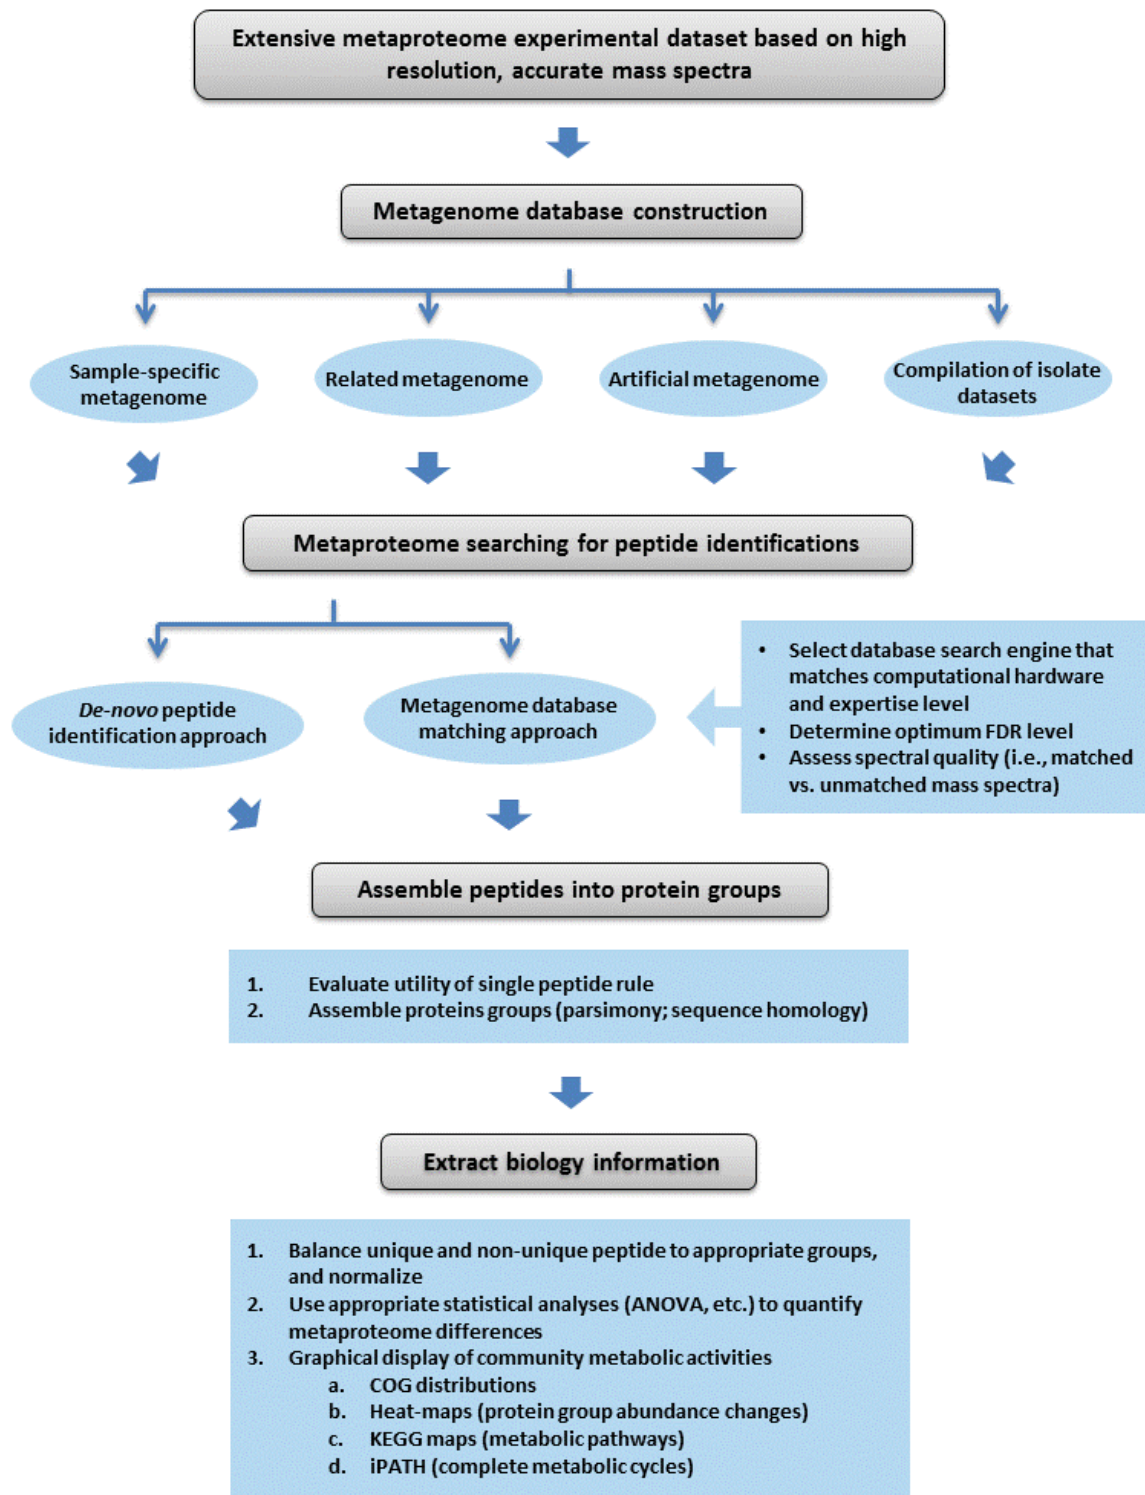 Extensive metaproteome experimental dataset based on high
resolution, accurate mass spectra
Metagenome database construction
Sample-specific
metagenome
Related metagenome
Artificial metagenome
Compilation of isolate
datasets
Metaproteome searching for peptide identifications
De-novo peptide
identification approach
Metagenome database
matching approach
• Select database search engine that
matches computational hardware
and expertise level
• Determine optimum FDR level
• Assess spectral quality (i.e., matched
vs. unmatched mass spectra)
Assemble peptides into protein groups
1. Evaluate utility of single peptide rule
2. Assemble proteins groups (parsimony; sequence homology)
Extract biology information
1. Balance unique and non-unique peptide to appropriate groups,
and normalize
2. Use appropriate statistical analyses (ANOVA, etc.) to quantify
metaproteome differences
3. Graphical display of community metabolic activities
a. COG distributions
b. Heat-maps (protein group abundance changes)
c. KEGG maps (metabolic pathways)
d. iPATH (complete metabolic cycles)